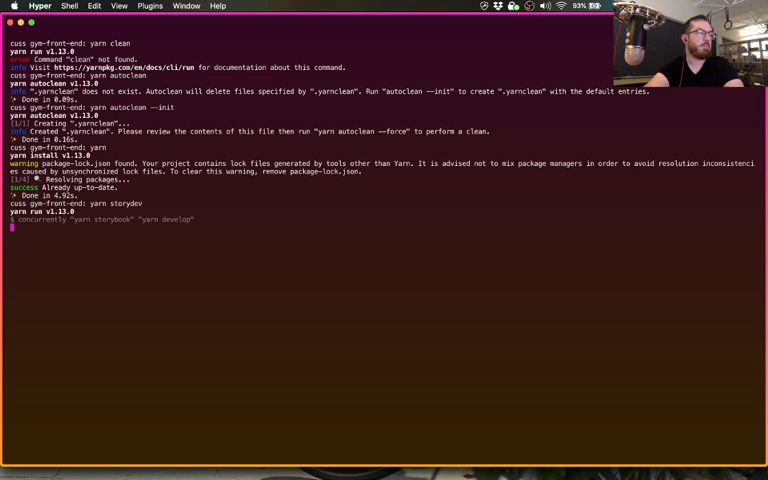 Hyper Shell Edit View Plugins Window Help 93%
cuss gym-front-end: yarn clean
yarn run v1.13.0
error Command "clean" not found.
info Visit https://yarnpkg.com/en/docs/cli/run for documentation about this command.
cuss gym-front-end: yarn autoclean
yarn autoclean v1.13.0
info ".yarnclean" does not exist. Autoclean will delete files specified by ".yarnclean". Run "autoclean --init" to create ".yarnclean" with the default entries.
Done in 0.09s.
cuss gym-front-end: yarn autoclean --init
yarn autoclean v1.13.0
[1/1] Creating ".yarnclean"...
info Created ".yarnclean". Please review the contents of this file then run "yarn autoclean --force" to perform a clean.
Done in 0.16s.
cuss gym-front-end: yarn
yarn install v1.13.0
warning package-lock.json found. Your project contains lock files generated by tools other than Yarn. It is advised not to mix package managers in order to avoid resolution inconsistenci
es caused by unsynchronized lock files. To clear this warning, remove package-lock.json.
[1/4] Resolving packages...
success Already up-to-date.
Done in 4.92s.
cuss gym-front-end: yarn storydev
yarn run v1.13.0
$ concurrently "yarn storybook" "yarn develop"